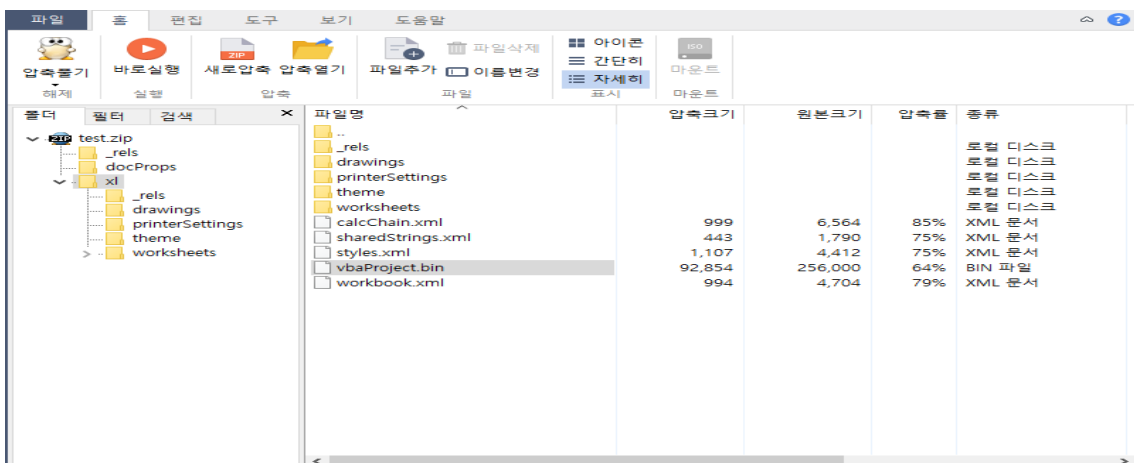 파일 홈 편집 도구 보기 도움말
압축풀기 바로실행 ZIP 새로압축 압축열기 파일추가 파일삭제 이름변경 아이콘 간단히 자세히 ISO 마운트
해제 실행 압축 파일 표시 마운트
폴더 필터 검색 파일명 압축크기 원본크기 압축률 종류
ZIP test.zip
_rels
docProps
xl
_rels
drawings
printerSettings
theme
worksheets
..
_rels 로컬 디스크
drawings 로컬 디스크
printerSettings 로컬 디스크
theme 로컬 디스크
worksheets 로컬 디스크
calcChain.xml 999 6,564 85% XML 문서
sharedStrings.xml 443 1,790 75% XML 문서
styles.xml 1,107 4,412 75% XML 문서
vbaProject.bin 92,854 256,000 64% BIN 파일
workbook.xml 994 4,704 79% XML 문서